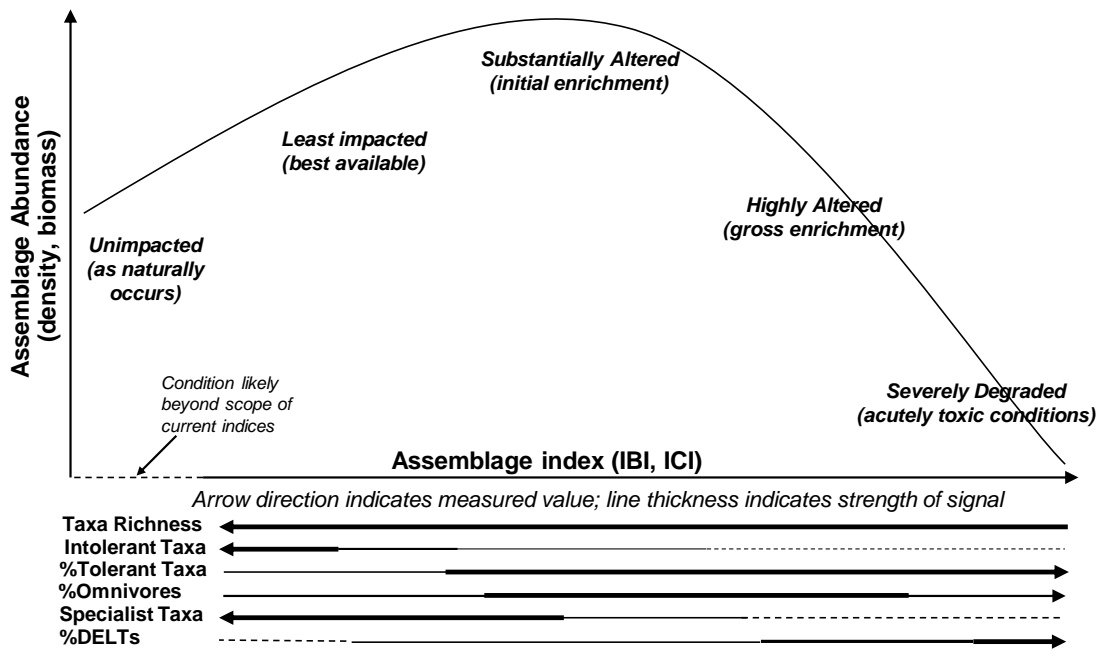 Assemblage Abundance
(density, biomass)
Substantially Altered
(initial enrichment)
Least impacted
(best available)
Highly Altered
(gross enrichment)
Unimpacted
(as naturally
occurs)
Condition likely
beyond scope of
current indices
Severely Degraded
(acutely toxic conditions)
Assemblage index (IBI, ICI)
Arrow direction indicates measured value; line thickness indicates strength of signal
Taxa Richness
Intolerant Taxa
%Tolerant Taxa
%Omnivores
Specialist Taxa
%DELTs